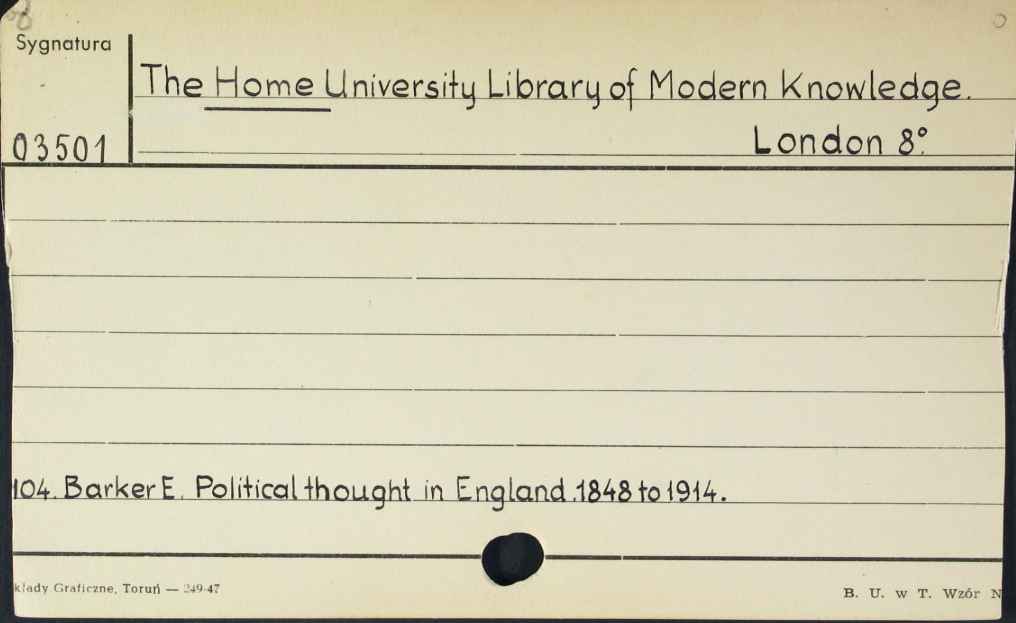 Sygnatura
The Home University Library of Modern Knowledge.
03501
London 8°.
104. Barker E. Political thought in England 1848 to 1914.
kłady Graficzne, Toruń — 249-47
B. U. w T. Wzór N